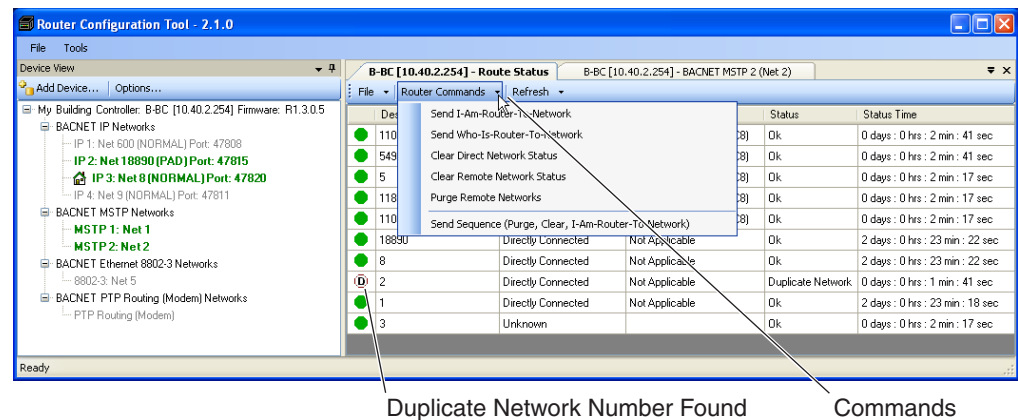 Router Configuration Tool - 2.1.0
File Tools
Device View
Add Device... Options...
My Building Controller: B-BC [10.40.2.254] Firmware: R1.3.0.5
BACNET IP Networks
IP 1: Net 600 (NORMAL) Port: 47808
IP 2: Net 18890 (PAD) Port: 47815
IP 3: Net 8 (NORMAL) Port: 47820
IP 4: Net 9 (NORMAL) Port: 47811
BACNET MSTP Networks
MSTP 1: Net 1
MSTP 2: Net 2
BACNET Ethernet 8802-3 Networks
8802-3: Net 5
BACNET PTP Routing (Modem) Networks
PTP Routing (Modem)
B-BC [10.40.2.254] - Route Status B-BC [10.40.2.254] - BACNET MSTP 2 (Net 2)
File Router Commands Refresh
Send I-Am-Router-To-Network
Send Who-Is-Router-To-Network
Clear Direct Network Status
Clear Remote Network Status
Purge Remote Networks
Send Sequence (Purge, Clear, I-Am-Router-To-Network)
Des Status Status Time
110 C8) Ok 0 days : 0 hrs : 2 min : 41 sec
549 C8) Ok 0 days : 0 hrs : 2 min : 41 sec
5 C8) Ok 0 days : 0 hrs : 2 min : 17 sec
118 C8) Ok 0 days : 0 hrs : 2 min : 17 sec
110 C8) Ok 0 days : 0 hrs : 2 min : 17 sec
18890 Directly Connected Not Applicable Ok 2 days : 0 hrs : 23 min : 22 sec
8 Directly Connected Not Applicable Ok 2 days : 0 hrs : 23 min : 22 sec
D 2 Directly Connected Not Applicable Duplicate Network 0 days : 0 hrs : 1 min : 41 sec
1 Directly Connected Not Applicable Ok 2 days : 0 hrs : 23 min : 18 sec
3 Unknown Ok 0 days : 0 hrs : 2 min : 17 sec
Ready
Duplicate Network Number Found Commands